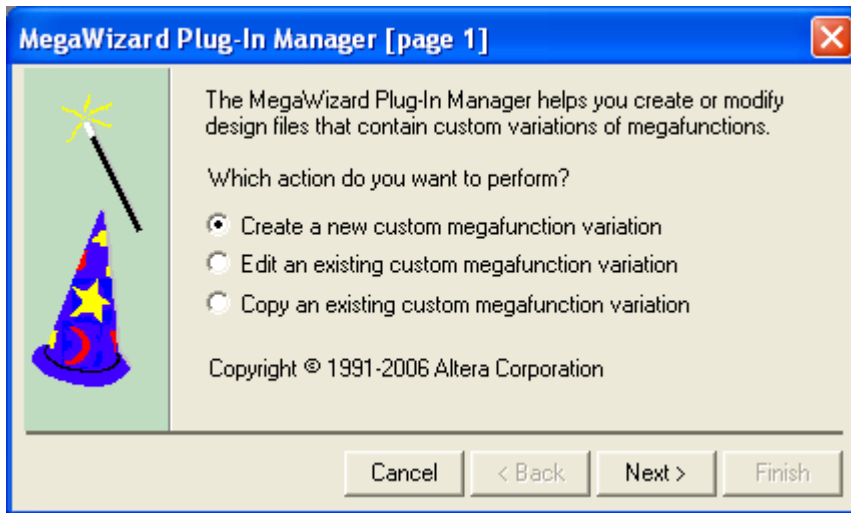 MegaWizard Plug-In Manager [page 1]
The MegaWizard Plug-In Manager helps you create or modify
design files that contain custom variations of megafunctions.
Which action do you want to perform?
Create a new custom megafunction variation
Edit an existing custom megafunction variation
Copy an existing custom megafunction variation
Copyright © 1991-2006 Altera Corporation
Cancel < Back Next > Finish